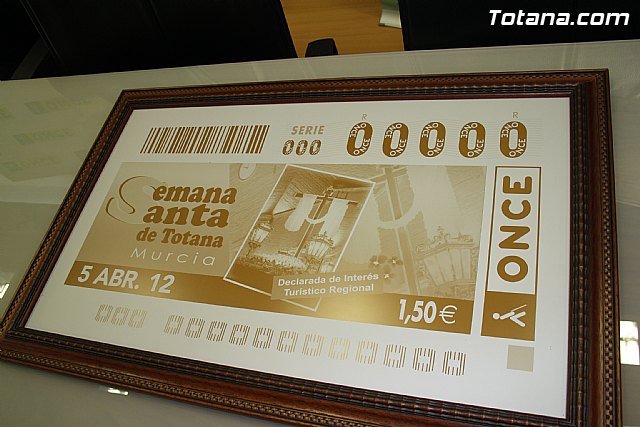 Totana.com
SERIE
000
R R
00000
Semana
Santa
de Totana
Murcia
Declarada de Interés
Turístico Regional
5 ABR. 12
1,50€
ONCE